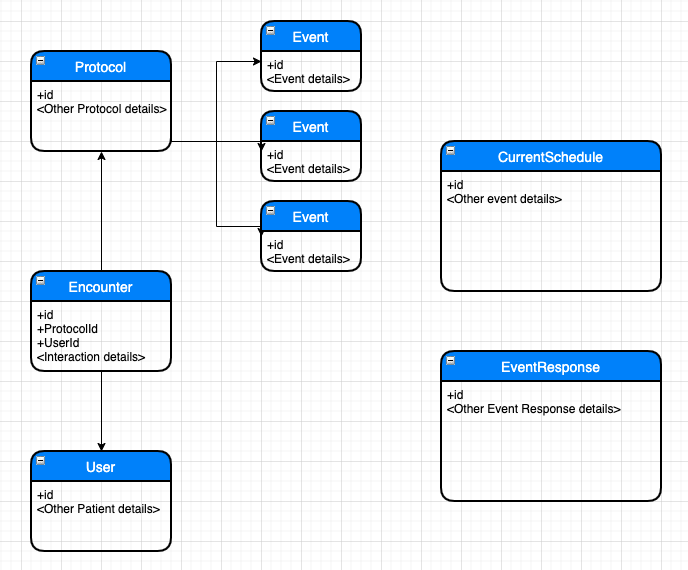 Event
+id
<Event details>
Protocol
+id
<Other Protocol details>
Event
+id
<Event details>
CurrentSchedule
+id
<Other event details>
Event
+id
<Event details>
Encounter
+id
+ProtocolId
+UserId
<Interaction details>
EventResponse
+id
<Other Event Response details>
User
+id
<Other Patient details>